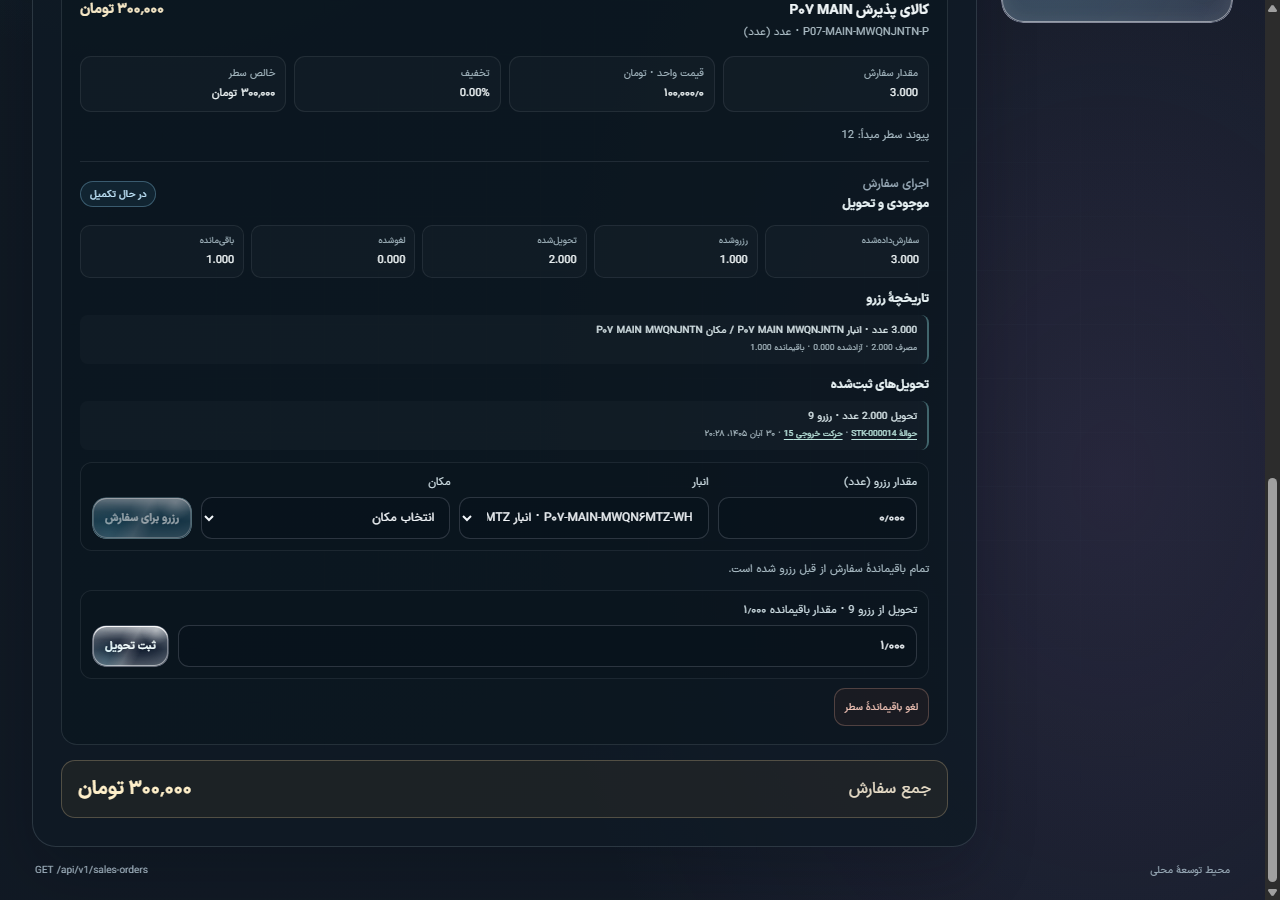 کالای پذیرش P۰۷ MAIN
۳۰۰٬۰۰۰ تومان
P07-MAIN-MWQNJNTN-P · عدد (عدد)
مقدار سفارش
3.000
قیمت واحد · تومان
۱۰۰٬۰۰۰٫۰
تخفیف
0.00%
خالص سطر
۳۰۰٬۰۰۰ تومان
پیوند سطر مبدأ: 12
اجرای سفارش
موجودی و تحویل
در حال تکمیل
سفارش‌داده‌شده
3.000
رزروشده
1.000
تحویل‌شده
2.000
لغوشده
0.000
باقی‌مانده
1.000
تاریخچهٔ رزرو
3.000 عدد · انبار P۰۷ MAIN MWQNJNTN / مکان P۰۷ MAIN MWQNJNTN
مصرف 2.000 · آزادشده 0.000 · باقیمانده 1.000
تحویل‌های ثبت‌شده
تحویل 2.000 عدد · رزرو 9
حوالهٔ STK-000014 · حرکت خروجی 15 · ۳۰ آبان ۱۴۰۵، ۲۰:۲۸
مقدار رزرو (عدد)
انبار
مکان
۰٫۰۰۰
P۰۷-MAIN-MWQN۶MTZ-WH · انبار MTZ
انتخاب مکان
رزرو برای سفارش
تمام باقیماندهٔ سفارش از قبل رزرو شده است.
تحویل از رزرو 9 · مقدار باقیمانده ۱٫۰۰۰
۱٫۰۰۰
ثبت تحویل
لغو باقیماندهٔ سطر
جمع سفارش
۳۰۰٬۰۰۰ تومان
محیط توسعهٔ محلی
GET /api/v1/sales-orders